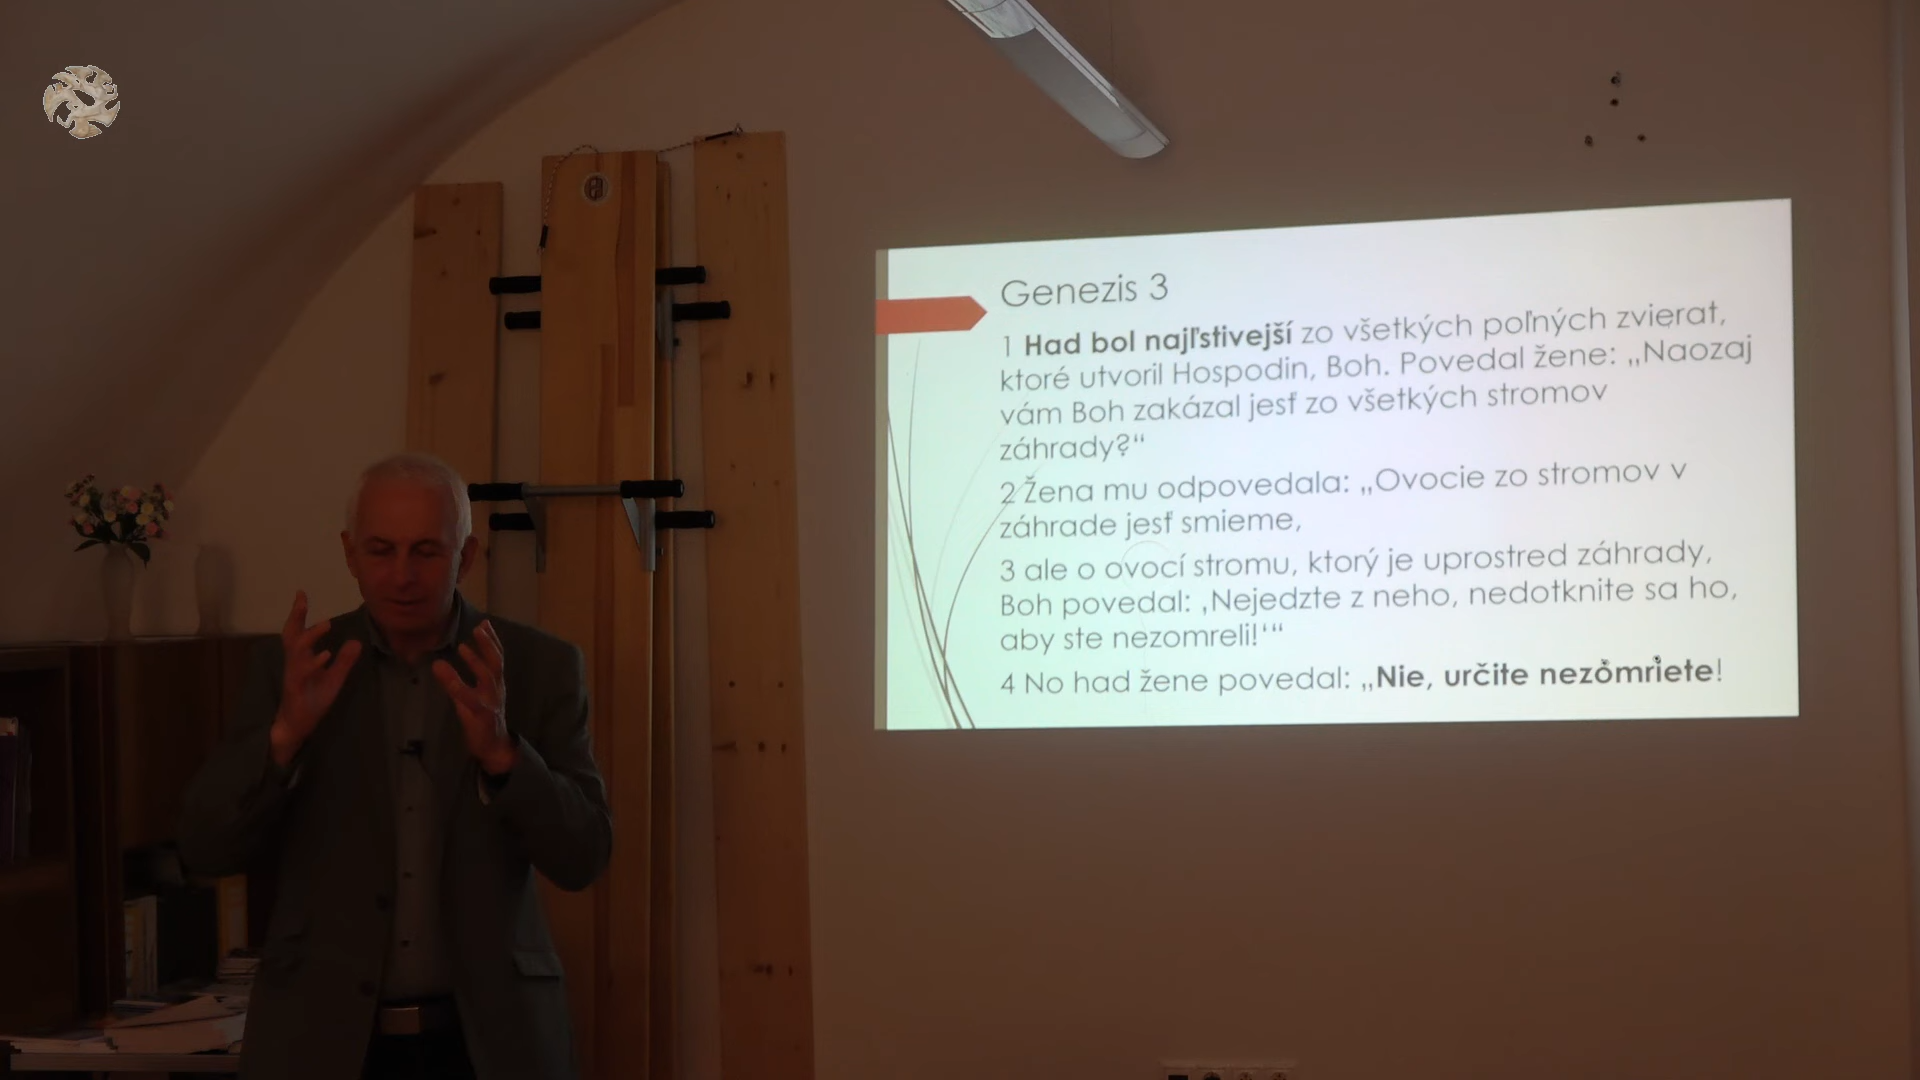 Genezis 3
1 Had bol najľstivejší zo všetkých poľných zvierat,
ktoré utvoril Hospodin, Boh. Povedal žene: „Naozaj
vám Boh zakázal jesť zo všetkých stromov
záhrady?“
2 Žena mu odpovedala: „Ovocie zo stromov v
záhrade jesť smieme,
3 ale o ovocí stromu, ktorý je uprostred záhrady,
Boh povedal: ‚Nejedzte z neho, nedotknite sa ho,
aby ste nezomreli!‘“
4 No had žene povedal: „Nie, určite nezomriete!